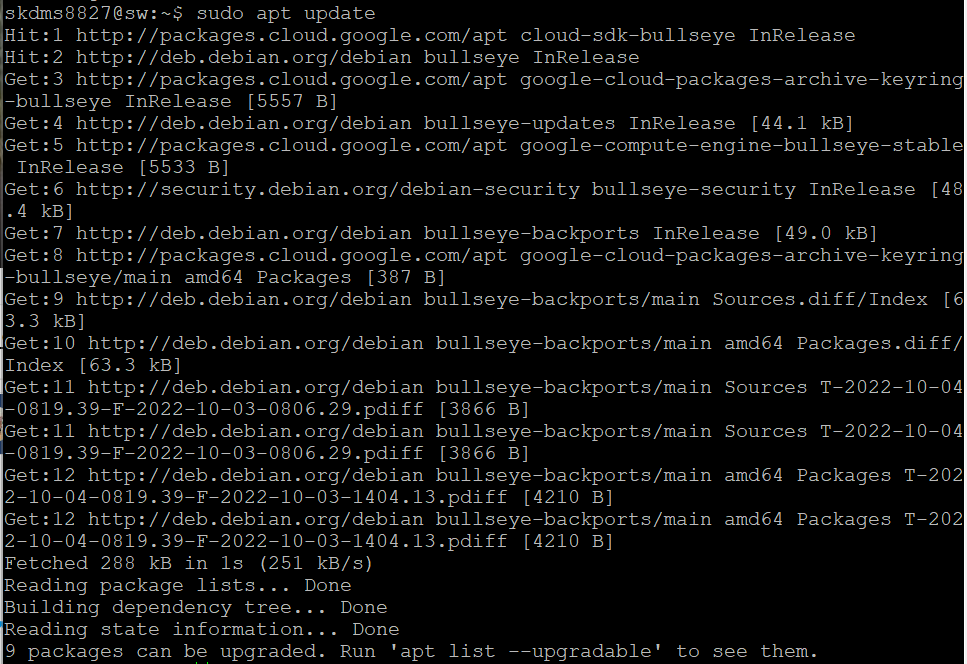 skdms8827@sw:~$ sudo apt update
Hit:1 http://packages.cloud.google.com/apt cloud-sdk-bullseye InRelease
Hit:2 http://deb.debian.org/debian bullseye InRelease
Get:3 http://packages.cloud.google.com/apt google-cloud-packages-archive-keyring
-bullseye InRelease [5557 B]
Get:4 http://deb.debian.org/debian bullseye-updates InRelease [44.1 kB]
Get:5 http://packages.cloud.google.com/apt google-compute-engine-bullseye-stable
 InRelease [5533 B]
Get:6 http://security.debian.org/debian-security bullseye-security InRelease [48
.4 kB]
Get:7 http://deb.debian.org/debian bullseye-backports InRelease [49.0 kB]
Get:8 http://packages.cloud.google.com/apt google-cloud-packages-archive-keyring
-bullseye/main amd64 Packages [387 B]
Get:9 http://deb.debian.org/debian bullseye-backports/main Sources.diff/Index [6
3.3 kB]
Get:10 http://deb.debian.org/debian bullseye-backports/main amd64 Packages.diff/
Index [63.3 kB]
Get:11 http://deb.debian.org/debian bullseye-backports/main Sources T-2022-10-04
-0819.39-F-2022-10-03-0806.29.pdiff [3866 B]
Get:11 http://deb.debian.org/debian bullseye-backports/main Sources T-2022-10-04
-0819.39-F-2022-10-03-0806.29.pdiff [3866 B]
Get:12 http://deb.debian.org/debian bullseye-backports/main amd64 Packages T-202
2-10-04-0819.39-F-2022-10-03-1404.13.pdiff [4210 B]
Get:12 http://deb.debian.org/debian bullseye-backports/main amd64 Packages T-202
2-10-04-0819.39-F-2022-10-03-1404.13.pdiff [4210 B]
Fetched 288 kB in 1s (251 kB/s)
Reading package lists... Done
Building dependency tree... Done
Reading state information... Done
9 packages can be upgraded. Run 'apt list --upgradable' to see them.